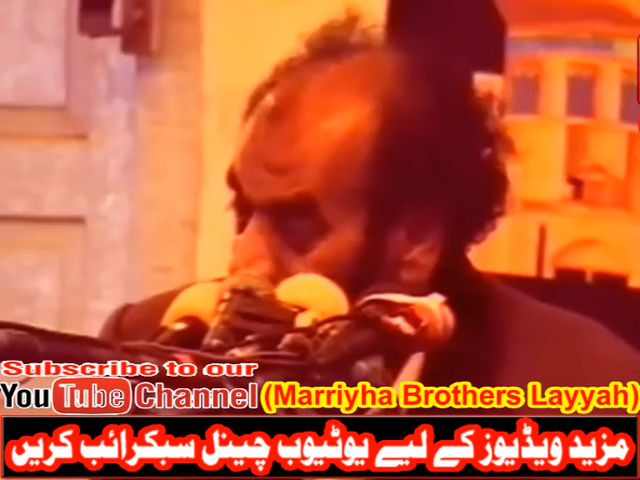 Subscribe to our
YouTube Channel (Marriyha Brothers Layyah)
مزید ویڈیوز کے لیے یوٹیوب چینل سبکرائب کریں